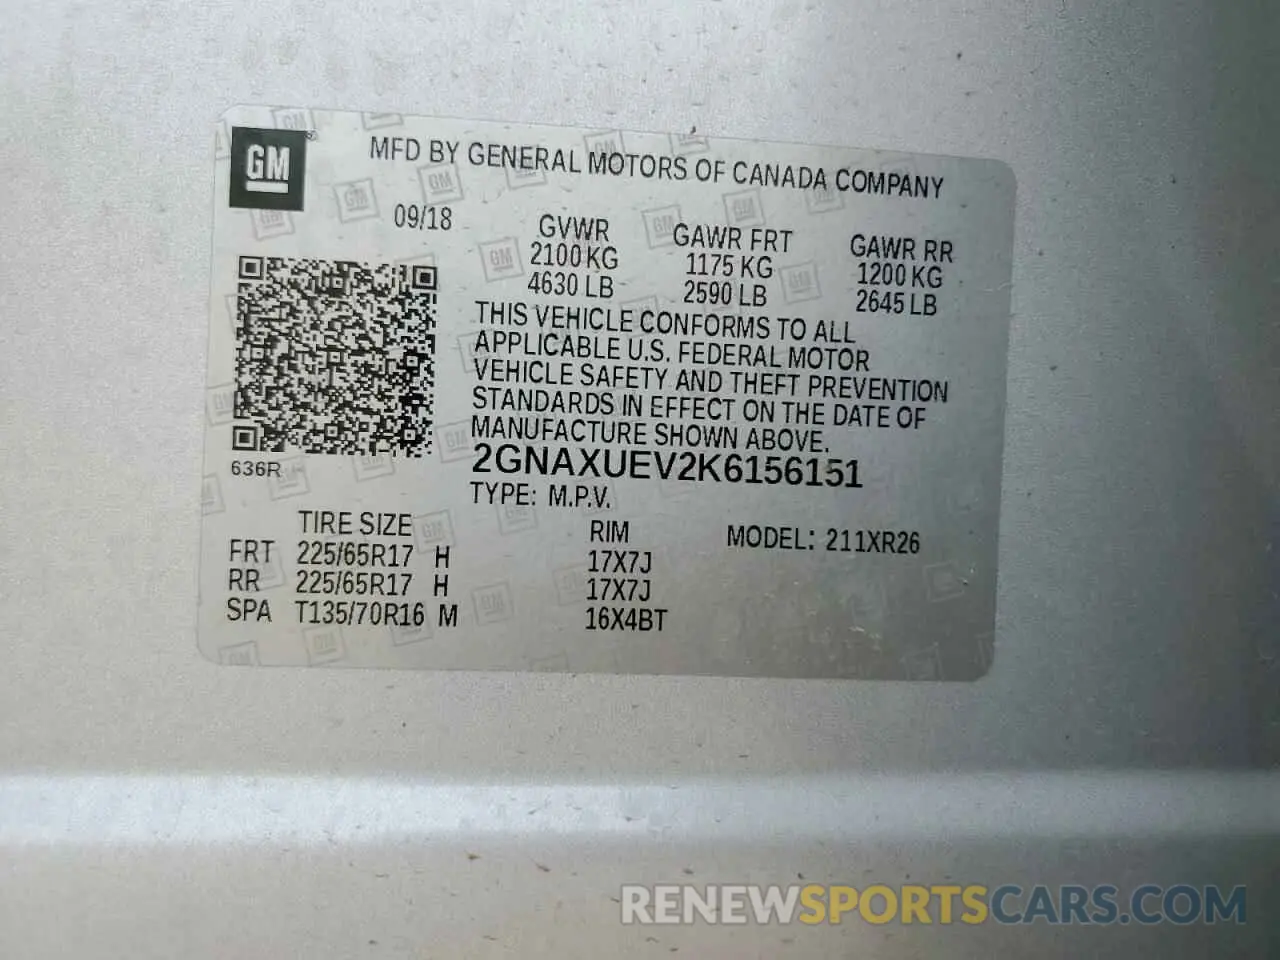 GM
MFD BY GENERAL MOTORS OF CANADA COMPANY
09/18
GVWR GAWR FRT GAWR RR
2100 KG 1175 KG 1200 KG
4630 LB 2590 LB 2645 LB
THIS VEHICLE CONFORMS TO ALL
APPLICABLE U.S. FEDERAL MOTOR
VEHICLE SAFETY AND THEFT PREVENTION
STANDARDS IN EFFECT ON THE DATE OF
MANUFACTURE SHOWN ABOVE.
636R
2GNAXUEV2K6156151
TYPE: M.P.V.
TIRE SIZE RIM MODEL: 211XR26
FRT 225/65R17 H 17X7J
RR 225/65R17 H 17X7J
SPA T135/70R16 M 16X4BT
RENEWSPORTSCARS.COM